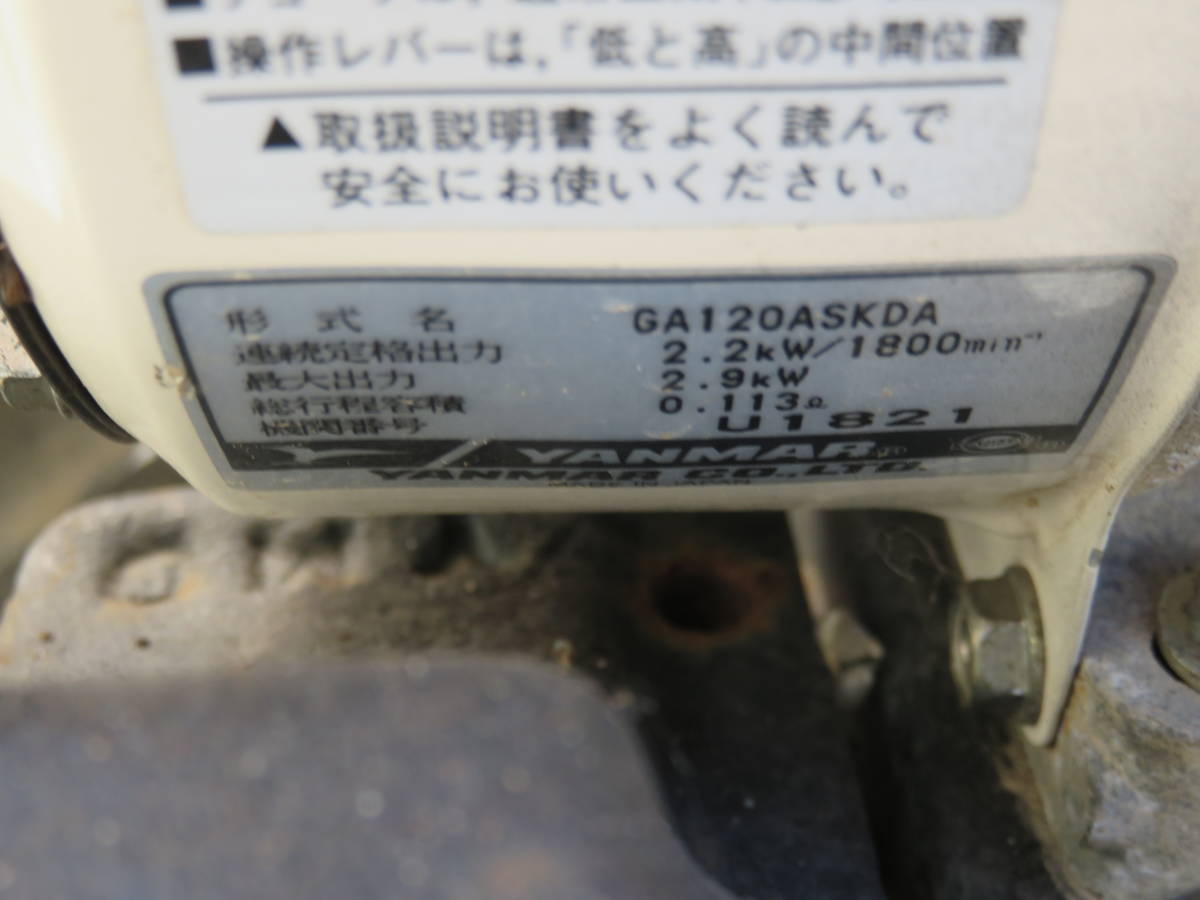 ■操作レバーは,「低と高」の中間位置
▲取扱説明書をよく読んで
安全にお使いください。
形式名 GA120ASKDA
連続定格出力 2.2kW/1800min⁻¹
最大出力 2.9kW
総行程容積 0.113ℓ
機関番号 U1821
YANMAR
YANMAR CO.,LTD.
MADE IN JAPAN